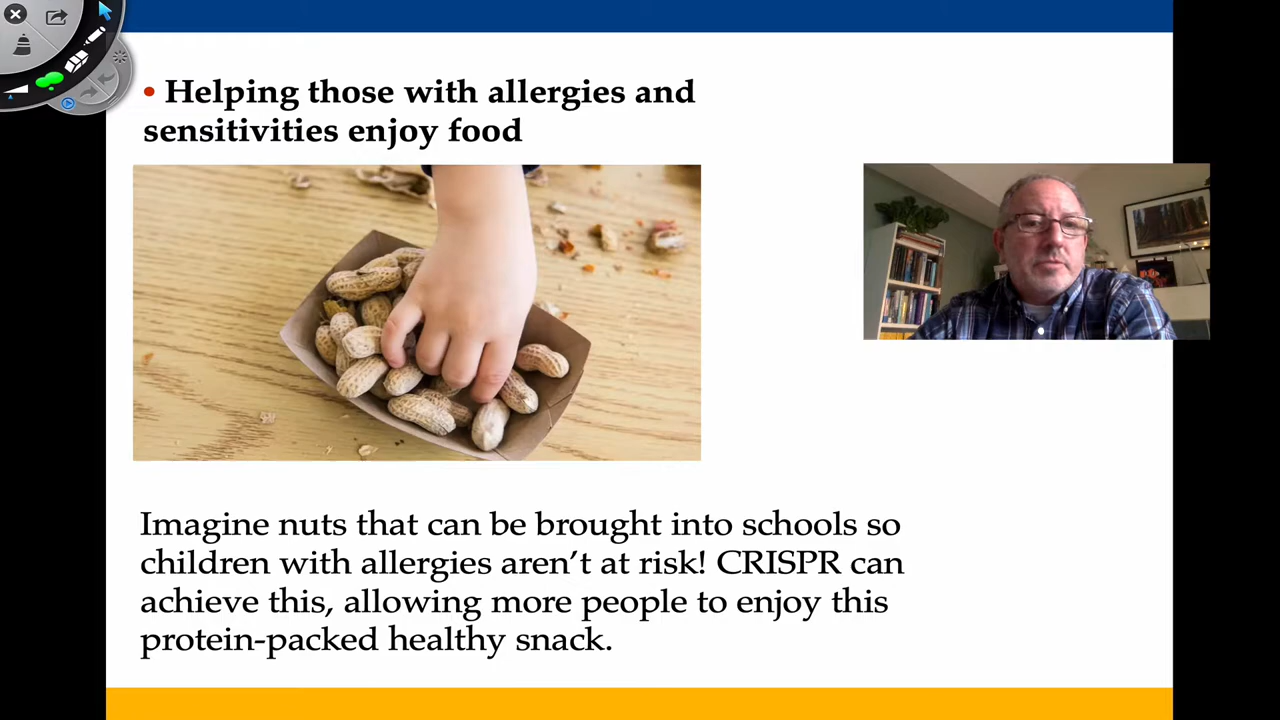 • Helping those with allergies and
sensitivities enjoy food
Imagine nuts that can be brought into schools so
children with allergies aren’t at risk! CRISPR can
achieve this, allowing more people to enjoy this
protein-packed healthy snack.